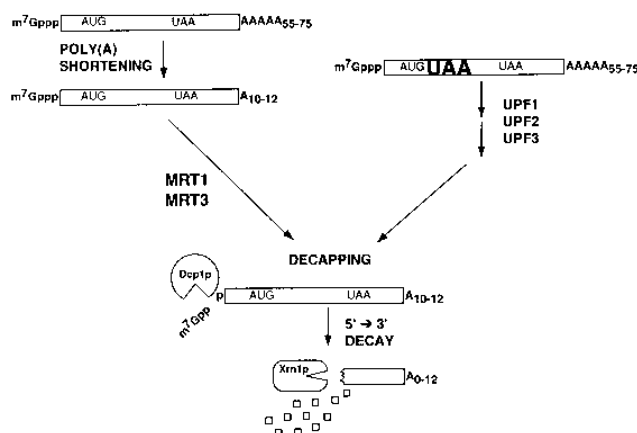 m7Gppp AUG UAA AAAAA55-75
POLY(A)
SHORTENING
m7Gppp AUG UAA A10-12
m7Gppp AUG UAA UAA AAAAA55-75
UPF1
UPF2
UPF3
MRT1
MRT3
DECAPPING
Dcp1p
m7Gpp
p AUG UAA A10-12
5' → 3'
DECAY
Xrn1p
A0-12